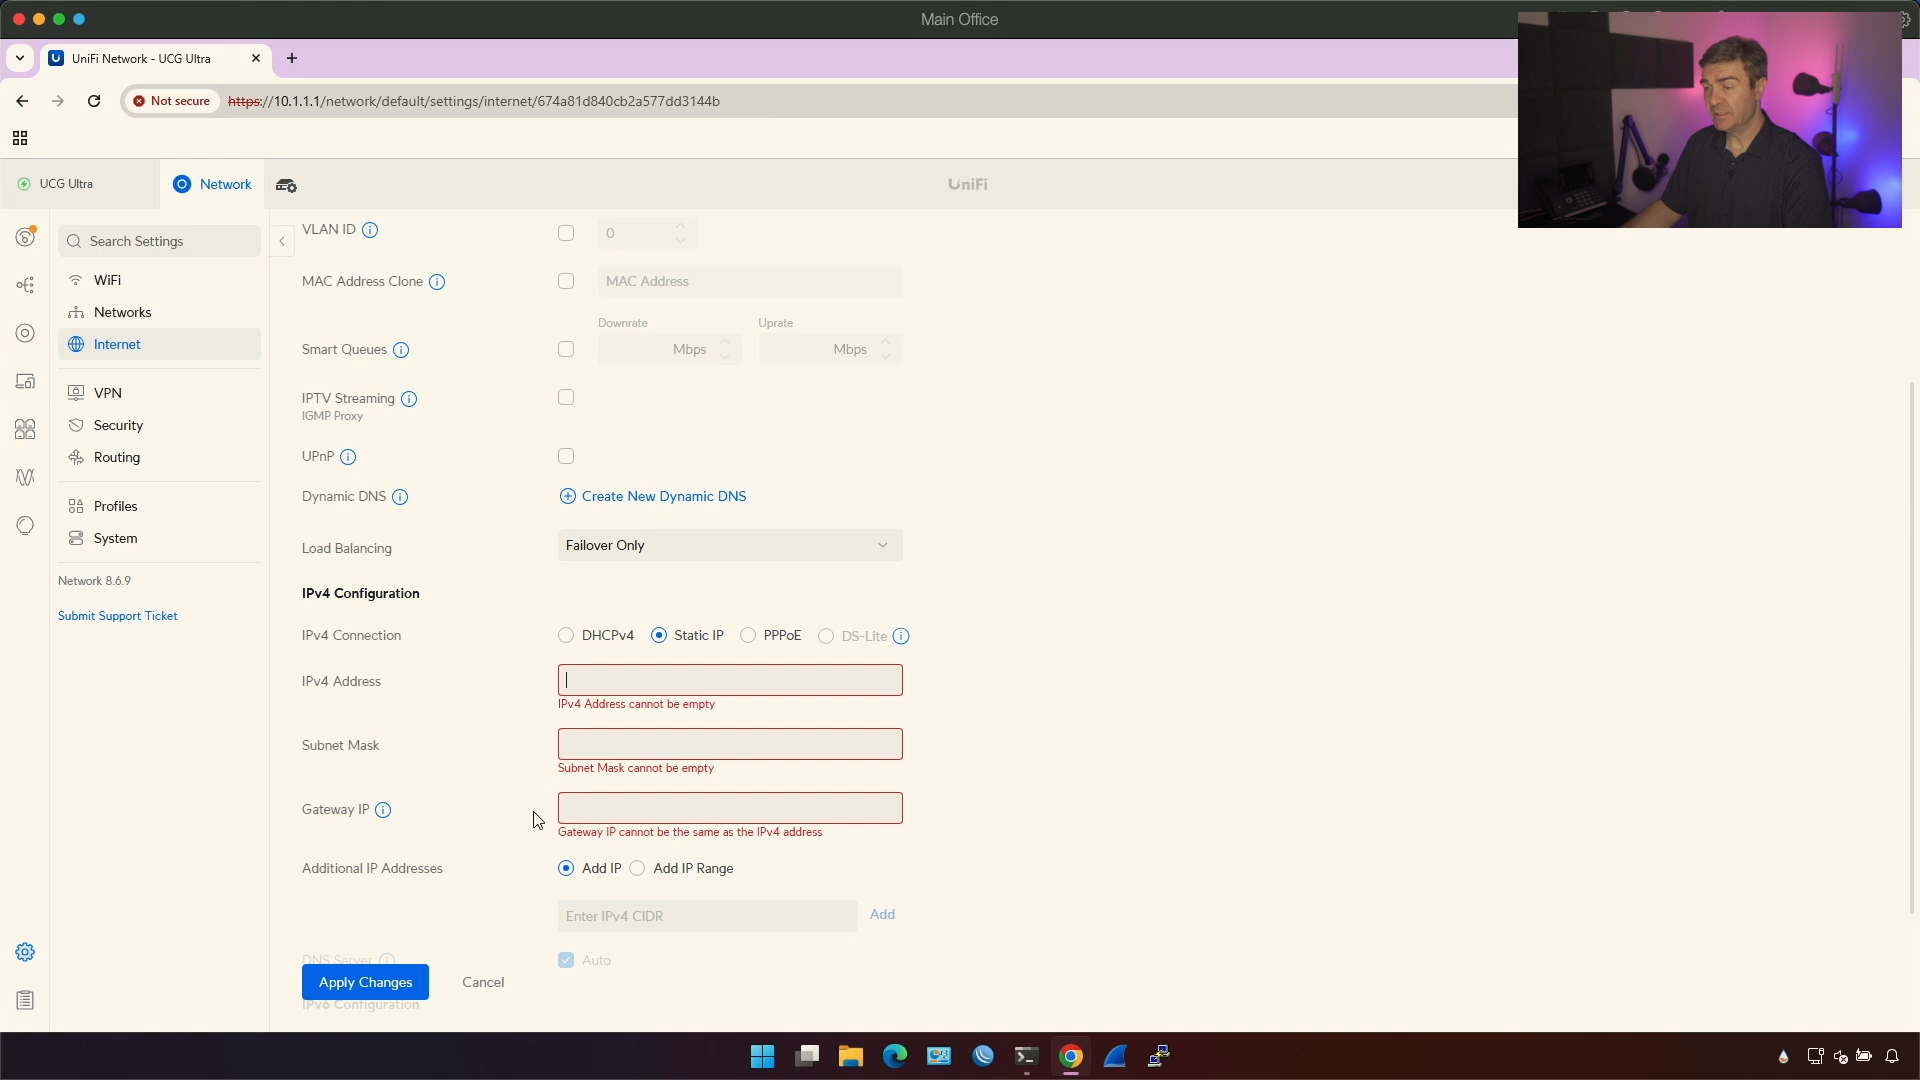 Main Office
UniFi Network - UCG Ultra
Not secure
https://10.1.1.1/network/default/settings/internet/674a81d840cb2a577dd3144b
UCG Ultra
Network
UniFi
Search Settings
WiFi
Networks
Internet
VPN
Security
Routing
Profiles
System
Network 8.6.9
Submit Support Ticket
VLAN ID
0
MAC Address Clone
MAC Address
Downrate
Uprate
Smart Queues
Mbps
Mbps
IPTV Streaming
IGMP Proxy
UPnP
Dynamic DNS
Create New Dynamic DNS
Load Balancing
Failover Only
IPv4 Configuration
IPv4 Connection
DHCPv4
Static IP
PPPoE
DS-Lite
IPv4 Address
IPv4 Address cannot be empty
Subnet Mask
Subnet Mask cannot be empty
Gateway IP
Gateway IP cannot be the same as the IPv4 address
Additional IP Addresses
Add IP
Add IP Range
Enter IPv4 CIDR
Add
DNS Server
Auto
Apply Changes
Cancel
IPv6 Configuration